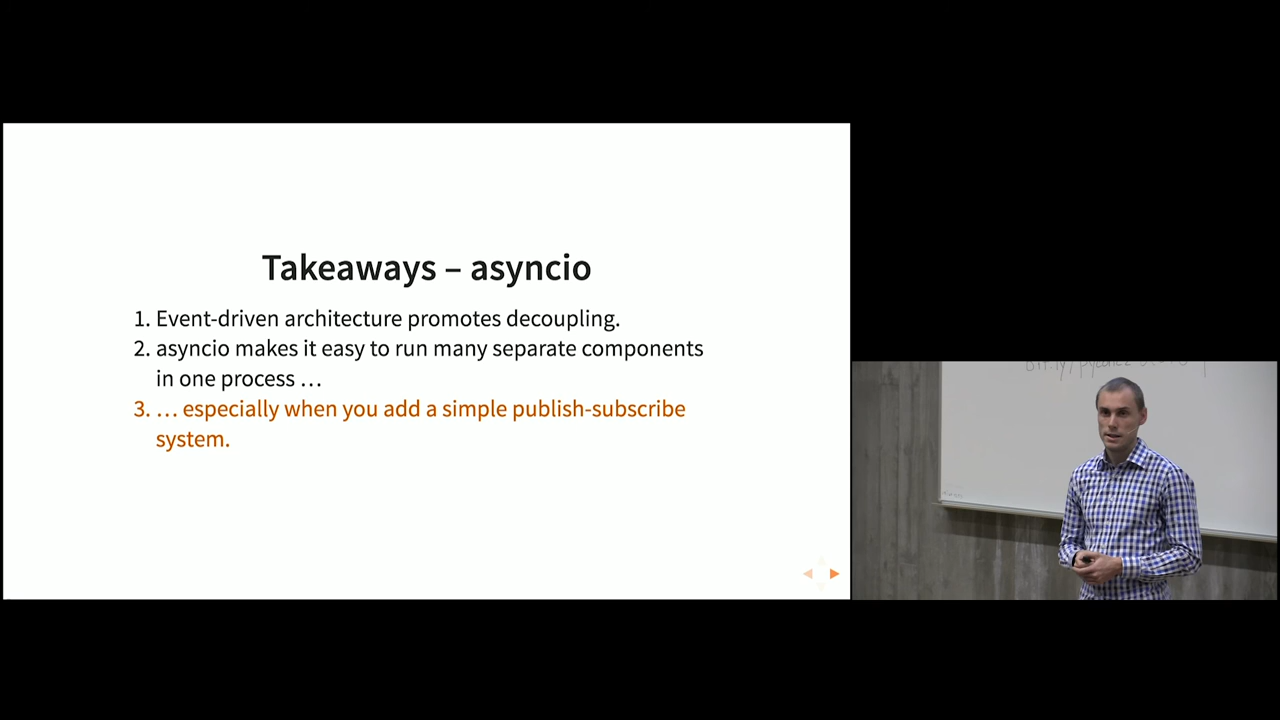 Takeaways – asyncio
1. Event-driven architecture promotes decoupling.
2. asyncio makes it easy to run many separate components
in one process …
3. … especially when you add a simple publish-subscribe
system.